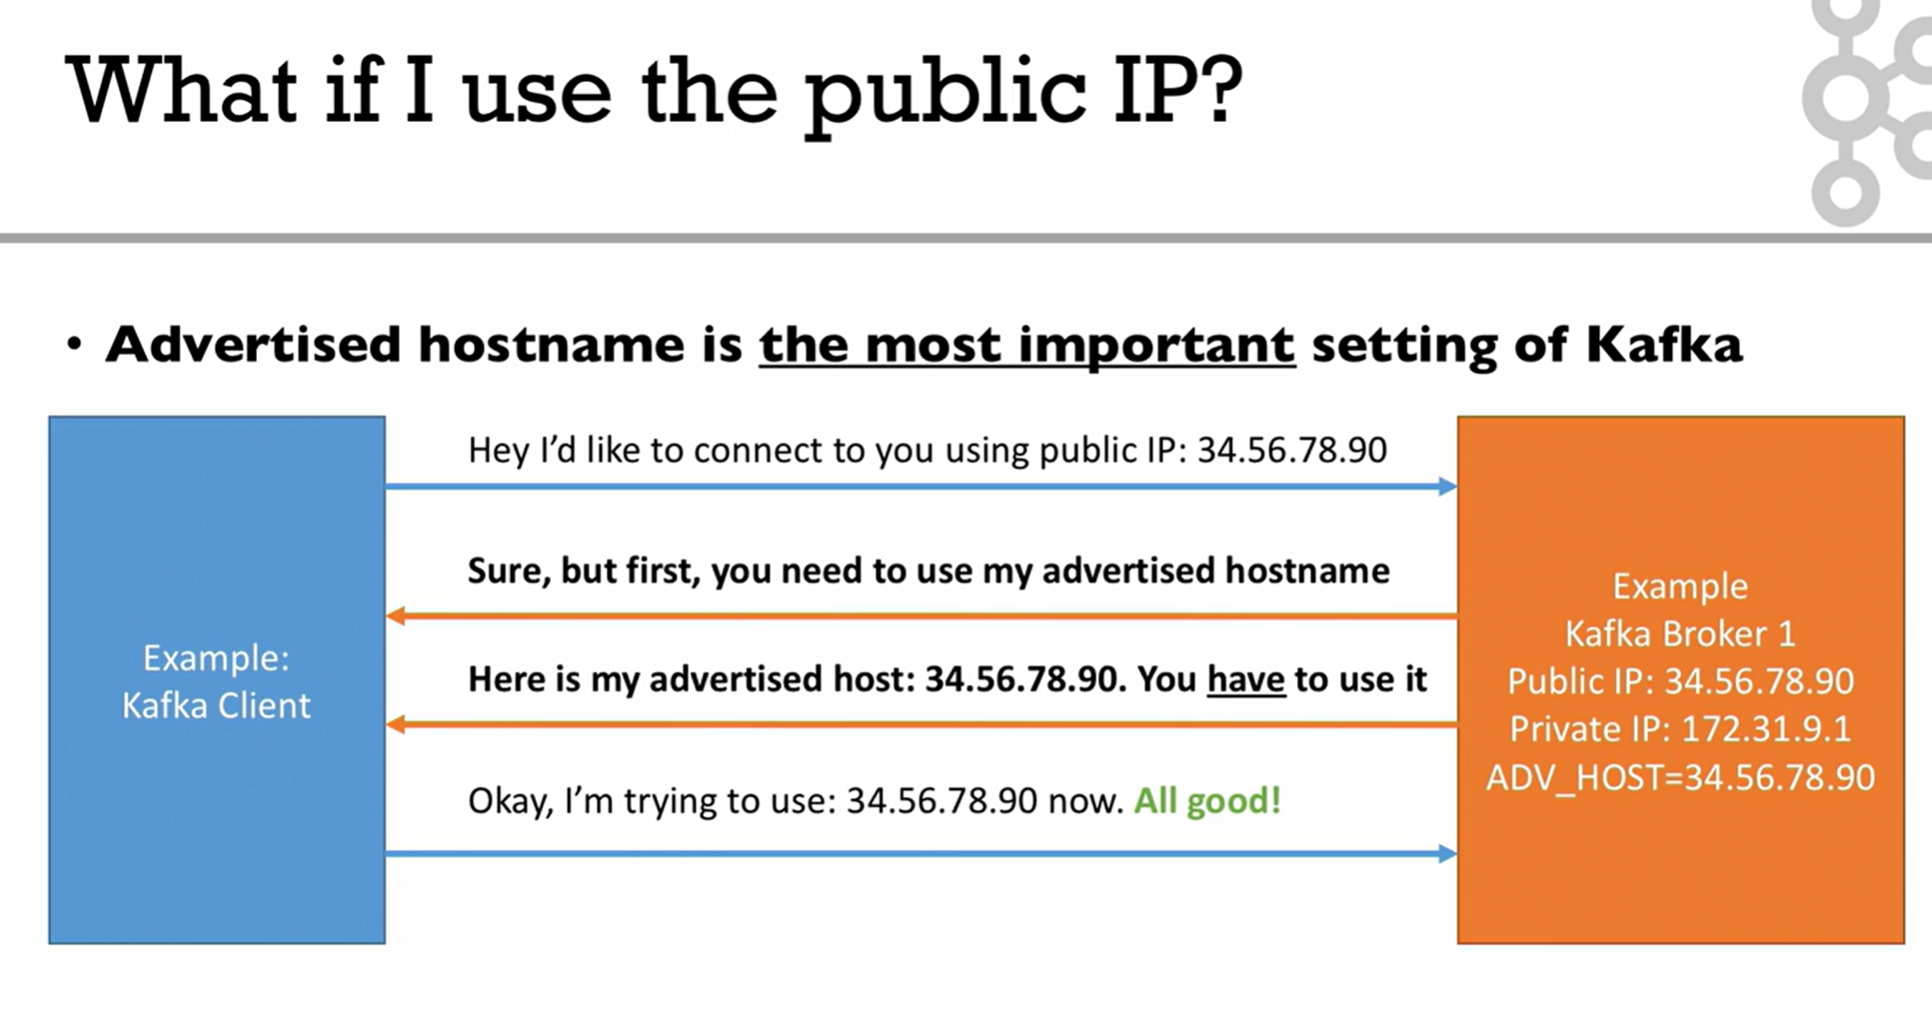 What if I use the public IP?
• Advertised hostname is the most important setting of Kafka
Example:
Kafka Client
Hey I’d like to connect to you using public IP: 34.56.78.90
Sure, but first, you need to use my advertised hostname
Here is my advertised host: 34.56.78.90. You have to use it
Okay, I’m trying to use: 34.56.78.90 now. All good!
Example
Kafka Broker 1
Public IP: 34.56.78.90
Private IP: 172.31.9.1
ADV_HOST=34.56.78.90